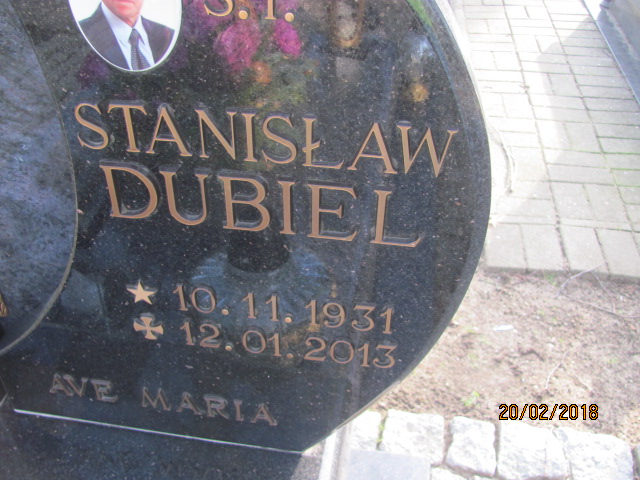 Ś.P.
STANISŁAW
DUBIEL
10.11.1931
12.01.2013
AVE MARIA
20/02/2018